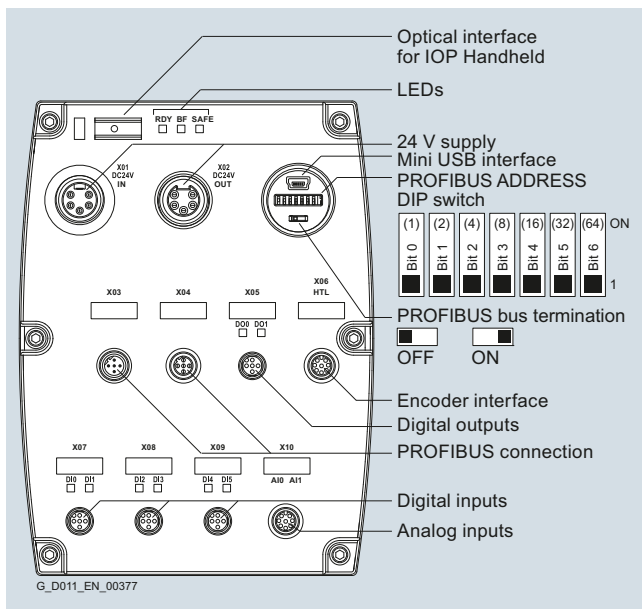 Optical interface
for IOP Handheld
LEDs
RDY BF SAFE
24 V supply
Mini USB interface
PROFIBUS ADDRESS
DIP switch
X01
DC24V
IN
X02
DC24V
OUT
(1) (2) (4) (8) (16) (32) (64) ON
Bit 0 Bit 1 Bit 2 Bit 3 Bit 4 Bit 5 Bit 6
1
X03 X04 X05 X06
HTL
DO0 DO1
PROFIBUS bus termination
OFF ON
Encoder interface
Digital outputs
PROFIBUS connection
X07 X08 X09 X10
DI0 DI1 DI2 DI3 DI4 DI5 AI0 AI1
Digital inputs
Analog inputs
G_D011_EN_00377